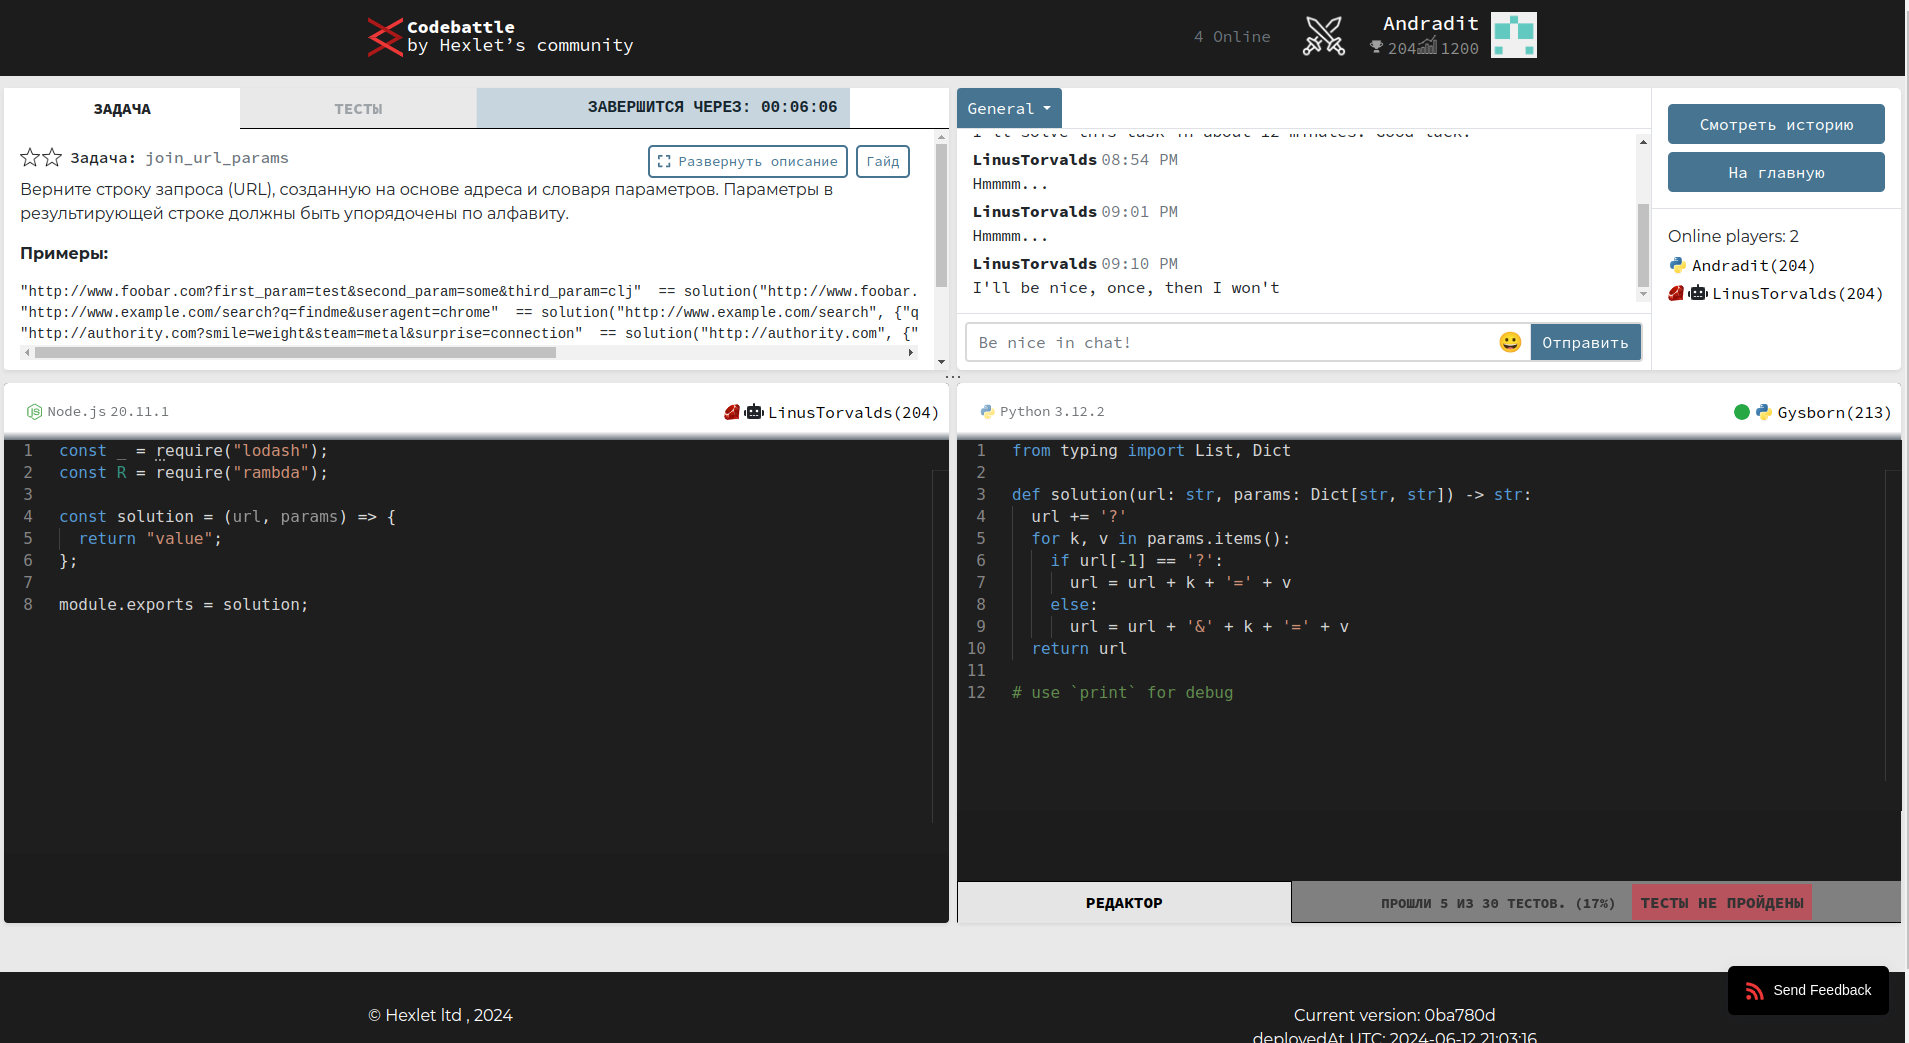 Codebattle
by Hexlet’s community
4 Online
Andradit
204 1200
ЗАДАЧА
ТЕСТЫ
ЗАВЕРШИТСЯ ЧЕРЕЗ: 00:06:06
Задача: join_url_params
Развернуть описание
Гайд
Верните строку запроса (URL), созданную на основе адреса и словаря параметров. Параметры в
результирующей строке должны быть упорядочены по алфавиту.
Примеры:
"http://www.foobar.com?first_param=test&second_param=some&third_param=clj"  == solution("http://www.foobar.
"http://www.example.com/search?q=findme&useragent=chrome"  == solution("http://www.example.com/search", {"q
"http://authority.com?smile=weight&steam=metal&surprise=connection"  == solution("http://authority.com", {"
General
I'll solve this task in about 12 minutes. Good luck.
LinusTorvalds 08:54 PM
Hmmmm...
LinusTorvalds 09:01 PM
Hmmmm...
LinusTorvalds 09:10 PM
I'll be nice, once, then I won't
Be nice in chat!
Отправить
Смотреть историю
На главную
Online players: 2
Andradit(204)
LinusTorvalds(204)
Node.js 20.11.1
LinusTorvalds(204)
1 const _ = require("lodash");
2 const R = require("rambda");
3
4 const solution = (url, params) => {
5   return "value";
6 };
7
8 module.exports = solution;
Python 3.12.2
Gysborn(213)
1 from typing import List, Dict
2
3 def solution(url: str, params: Dict[str, str]) -> str:
4   url += '?'
5   for k, v in params.items():
6     if url[-1] == '?':
7       url = url + k + '=' + v
8     else:
9       url = url + '&' + k + '=' + v
10   return url
11
12 # use `print` for debug
РЕДАКТОР
ПРОШЛИ 5 ИЗ 30 ТЕСТОВ. (17%)
ТЕСТЫ НЕ ПРОЙДЕНЫ
Send Feedback
© Hexlet ltd , 2024
Current version: 0ba780d
deployedAt UTC: 2024-06-12 21:03:16